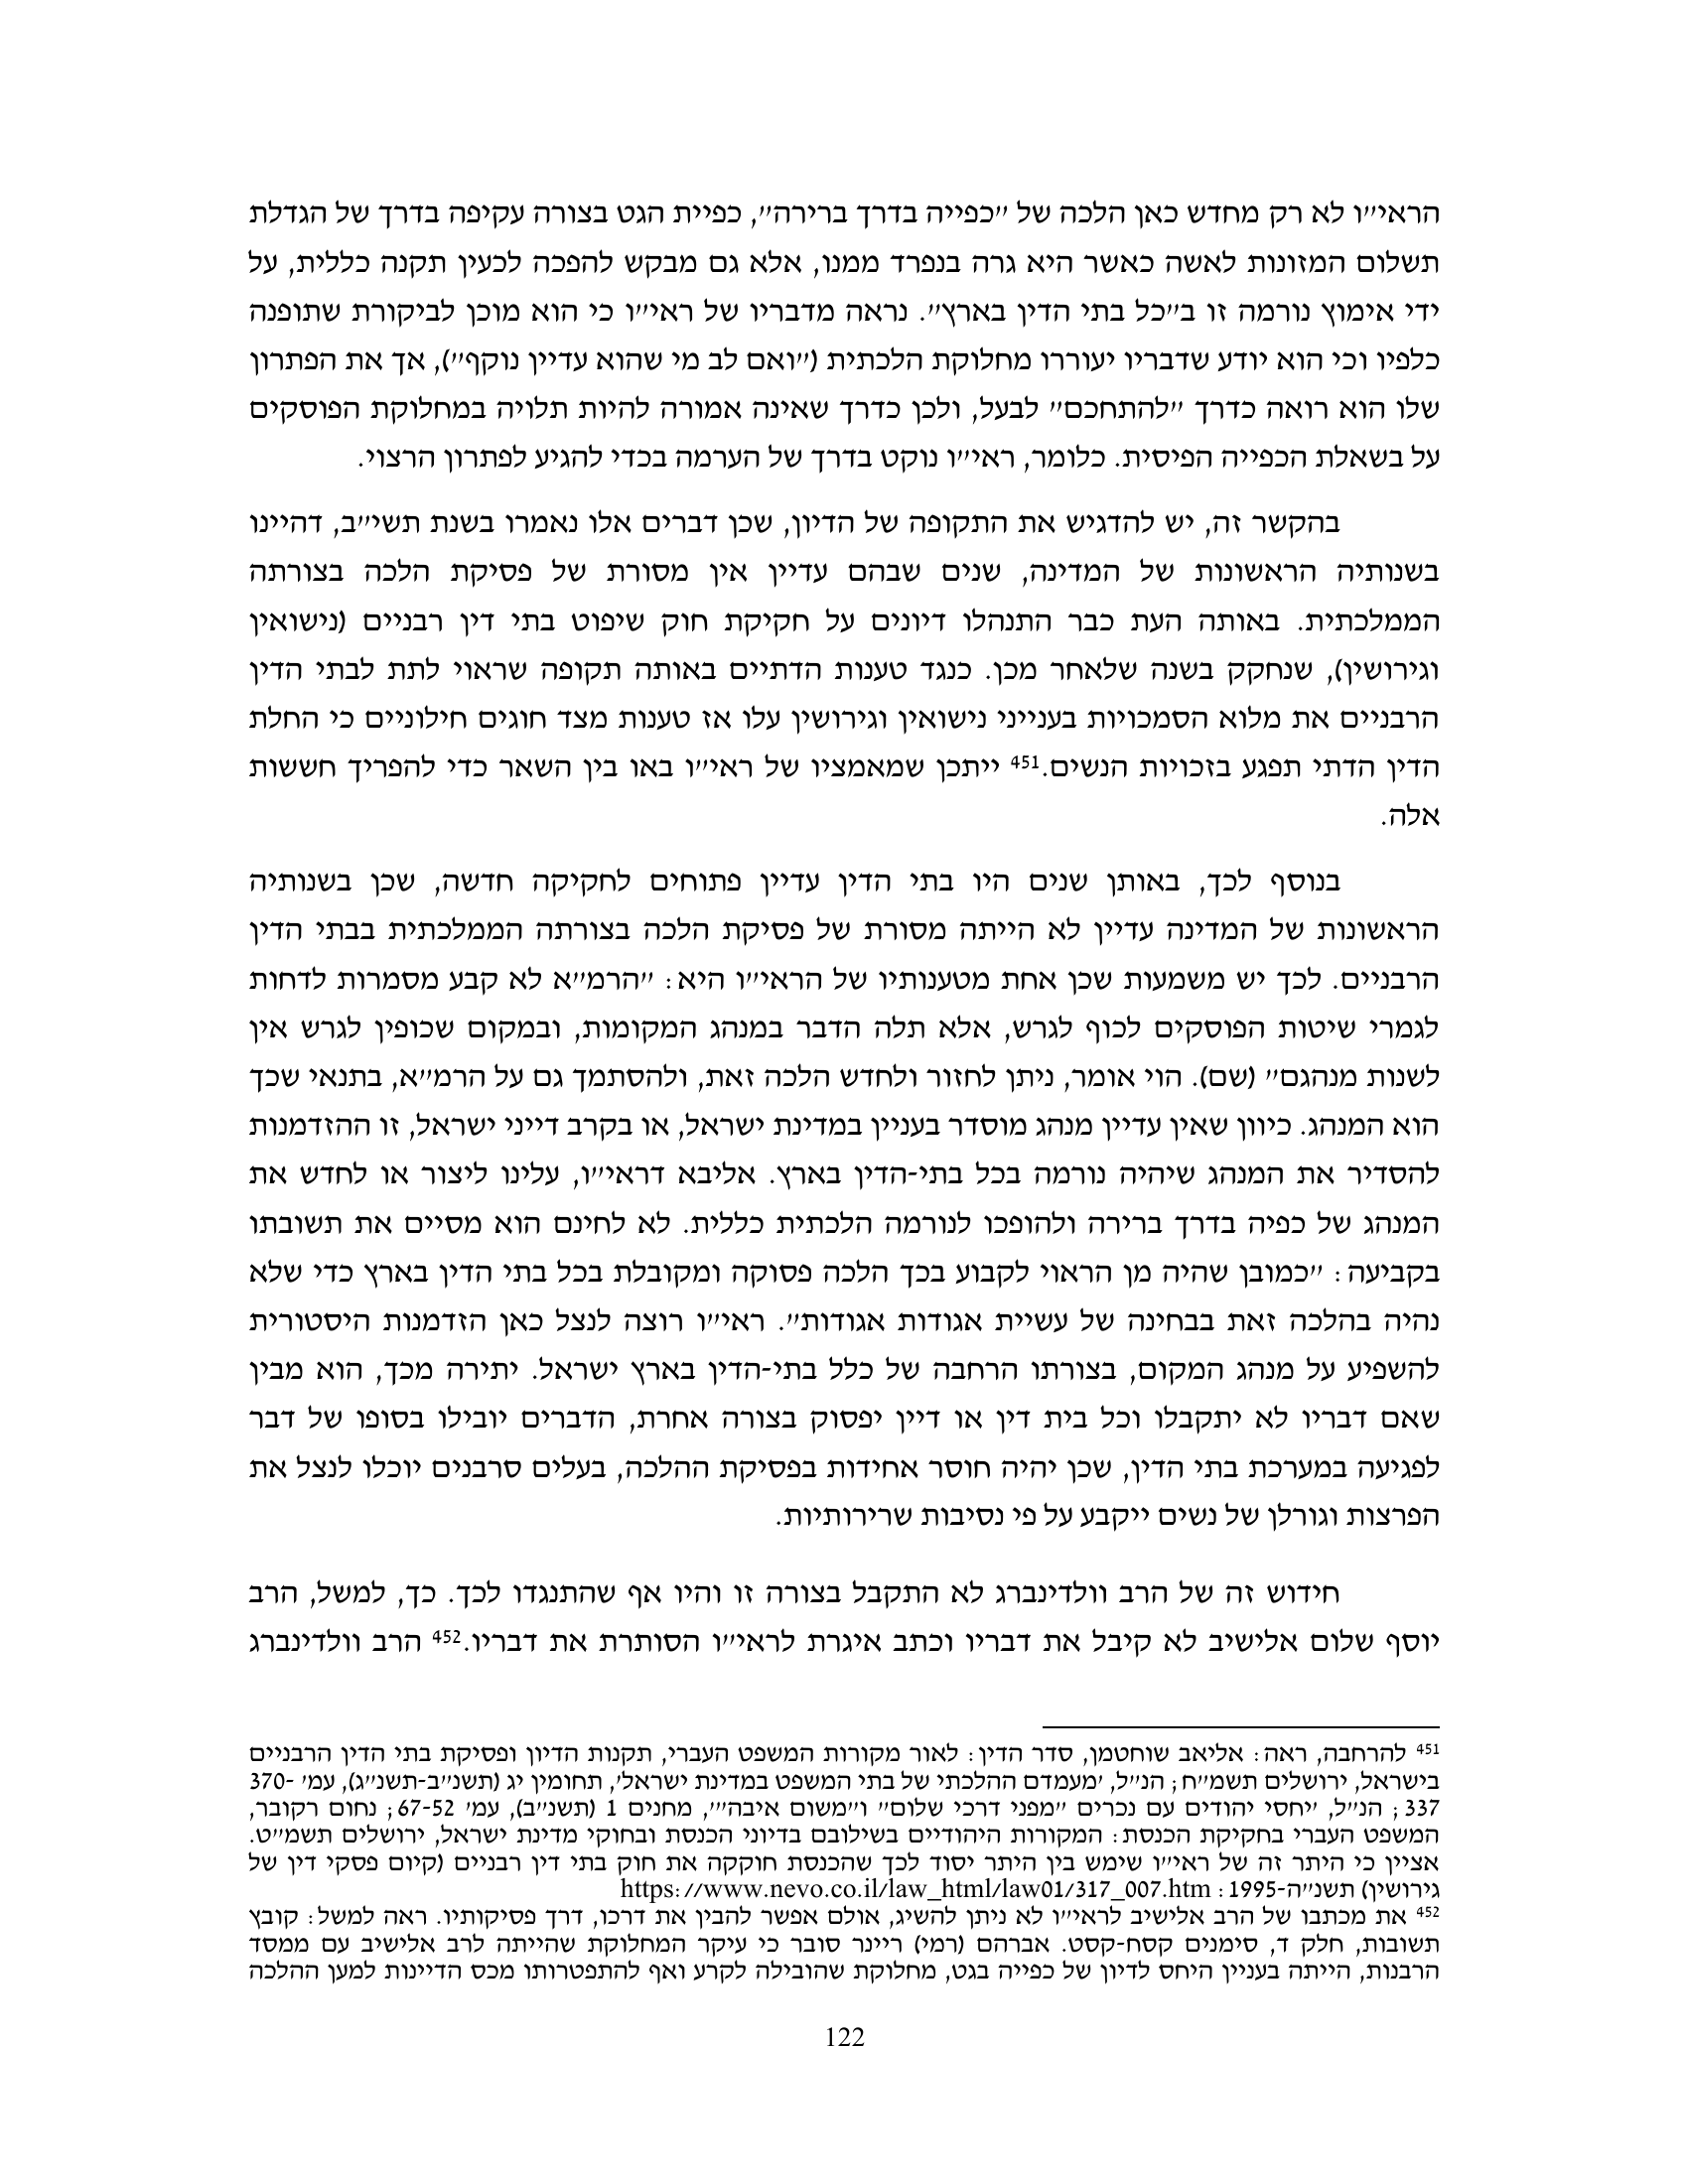 הראי״ו לא רק מחדש כאן הלכה של ״כפייה בדרך ברירה״, כפיית הגט בצורה עקיפה בדרך של הגדלת
תשלום המזונות לאשה כאשר היא גרה בנפרד ממנו, אלא גם מבקש להפכה לכעין תקנה כללית, על
ידי אימוץ נורמה זו ב״כל בתי הדין בארץ״. נראה מדבריו של ראי״ו כי הוא מוכן לביקורת שתופנה
כלפיו וכי הוא יודע שדבריו יעוררו מחלוקת הלכתית (״ואם לב מי שהוא עדיין נוקף״), אך את הפתרון
שלו הוא רואה כדרך ״להתחכם״ לבעל, ולכן כדרך שאינה אמורה להיות תלויה במחלוקת הפוסקים
על בשאלת הכפייה הפיסית. כלומר, ראי״ו נוקט בדרך של הערמה בכדי להגיע לפתרון הרצוי.
בהקשר זה, יש להדגיש את התקופה של הדיון, שכן דברים אלו נאמרו בשנת תשי״ב, דהיינו
בשנותיה הראשונות של המדינה, שנים שבהם עדיין אין מסורת של פסיקת הלכה בצורתה
הממלכתית. באותה העת כבר התנהלו דיונים על חקיקת חוק שיפוט בתי דין רבניים (נישואין
וגירושין), שנחקק בשנה שלאחר מכן. כנגד טענות הדתיים באותה תקופה שראוי לתת לבתי הדין
הרבניים את מלוא הסמכויות בענייני נישואין וגירושין עלו אז טענות מצד חוגים חילוניים כי החלת
הדין הדתי תפגע בזכויות הנשים.451 ייתכן שמאמציו של ראי״ו באו בין השאר כדי להפריך חששות
אלה.
בנוסף לכך, באותן שנים היו בתי הדין עדיין פתוחים לחקיקה חדשה, שכן בשנותיה
הראשונות של המדינה עדיין לא הייתה מסורת של פסיקת הלכה בצורתה הממלכתית בבתי הדין
הרבניים. לכך יש משמעות שכן אחת מטענותיו של הראי״ו היא: ״הרמ״א לא קבע מסמרות לדחות
לגמרי שיטות הפוסקים לכוף לגרש, אלא תלה הדבר במנהג המקומות, ובמקום שכופין לגרש אין
לשנות מנהגם״ (שם). הוי אומר, ניתן לחזור ולחדש הלכה זאת, ולהסתמך גם על הרמ״א, בתנאי שכך
הוא המנהג. כיוון שאין עדיין מנהג מוסדר בעניין במדינת ישראל, או בקרב דייני ישראל, זו ההזדמנות
להסדיר את המנהג שיהיה נורמה בכל בתי-הדין בארץ. אליבא דראי״ו, עלינו ליצור או לחדש את
המנהג של כפיה בדרך ברירה ולהופכו לנורמה הלכתית כללית. לא לחינם הוא מסיים את תשובתו
בקביעה: ״כמובן שהיה מן הראוי לקבוע בכך הלכה פסוקה ומקובלת בכל בתי הדין בארץ כדי שלא
נהיה בהלכה זאת בבחינה של עשיית אגודות אגודות״. ראי״ו רוצה לנצל כאן הזדמנות היסטורית
להשפיע על מנהג המקום, בצורתו הרחבה של כלל בתי-הדין בארץ ישראל. יתירה מכך, הוא מבין
שאם דבריו לא יתקבלו וכל בית דין או דיין יפסוק בצורה אחרת, הדברים יובילו בסופו של דבר
לפגיעה במערכת בתי הדין, שכן יהיה חוסר אחידות בפסיקת ההלכה, בעלים סרבנים יוכלו לנצל את
הפרצות וגורלן של נשים ייקבע על פי נסיבות שרירותיות.
חידוש זה של הרב וולדינברג לא התקבל בצורה זו והיו אף שהתנגדו לכך. כך, למשל, הרב
יוסף שלום אלישיב לא קיבל את דבריו וכתב איגרת לראי״ו הסותרת את דבריו.452 הרב וולדינברג
451 להרחבה, ראה: אליאב שוחטמן, סדר הדין: לאור מקורות המשפט העברי, תקנות הדיון ופסיקת בתי הדין הרבניים
בישראל, ירושלים תשמ״ח; הנ״ל, ׳מעמדם ההלכתי של בתי המשפט במדינת ישראל׳, תחומין יג (תשנ״ב-תשנ״ג), עמ׳ 370-
337; הנ״ל, ׳יחסי יהודים עם נכרים ״מפני דרכי שלום״ ו״משום איבה״׳, מחנים 1 (תשנ״ב), עמ׳ 67-52; נחום רקובר,
המשפט העברי בחקיקת הכנסת: המקורות היהודיים בשילובם בדיוני הכנסת ובחוקי מדינת ישראל, ירושלים תשמ״ט.
אציין כי היתר זה של ראי״ו שימש בין היתר יסוד לכך שהכנסת חוקקה את חוק בתי דין רבניים (קיום פסקי דין של
גירושין) תשנ״ה-1995: https://www.nevo.co.il/law_html/law01/317_007.htm
452 את מכתבו של הרב אלישיב לראי״ו לא ניתן להשיג, אולם אפשר להבין את דרכו, דרך פסיקותיו. ראה למשל: קובץ
תשובות, חלק ד, סימנים קסח-קסט. אברהם (רמי) ריינר סובר כי עיקר המחלוקת שהייתה לרב אלישיב עם ממסד
הרבנות, הייתה בעניין היחס לדיון של כפייה בגט, מחלוקת שהובילה לקרע ואף להתפטרותו מכס הדיינות למען ההלכה
122